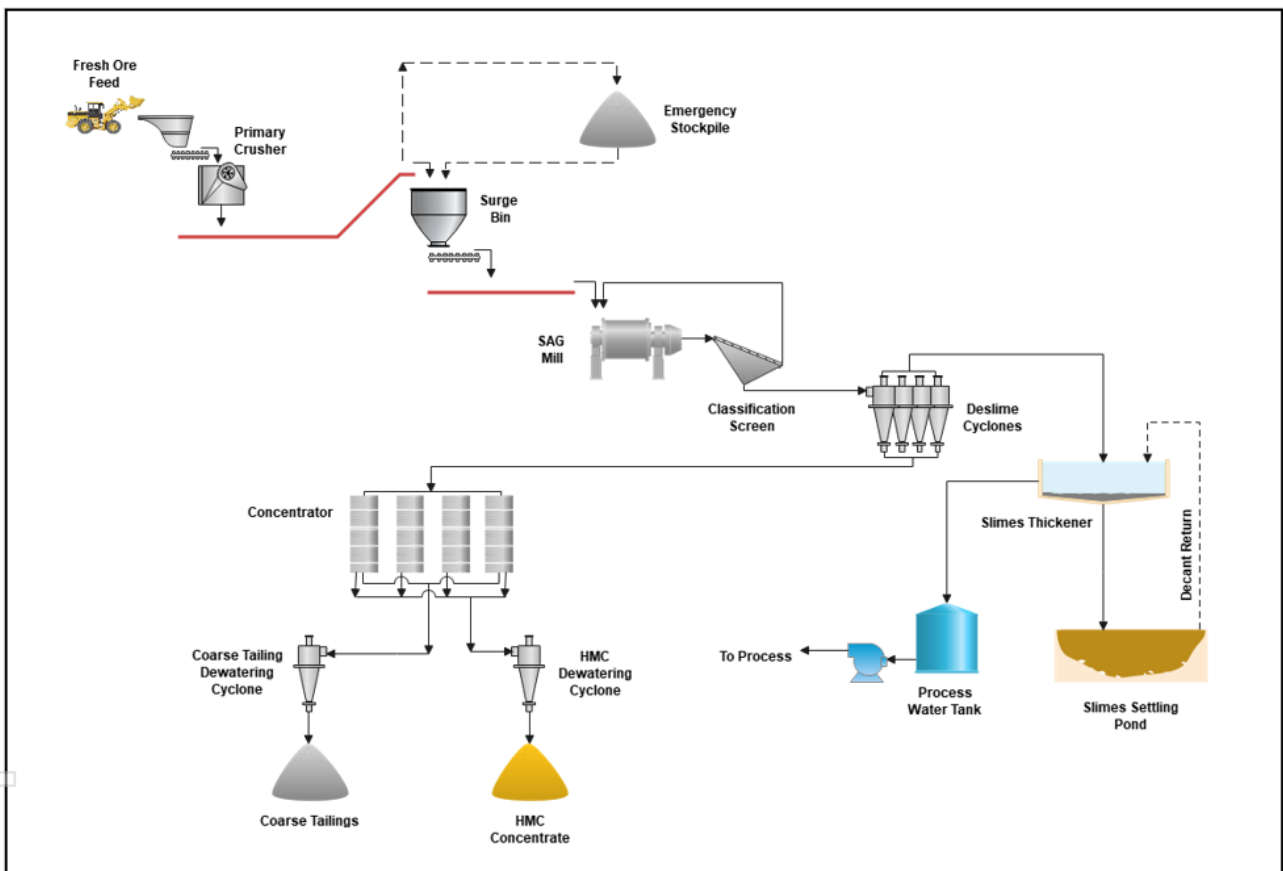 Fresh Ore
Feed
Primary
Crusher
Emergency
Stockpile
Surge
Bin
SAG
Mill
Classification
Screen
Deslime
Cyclones
Concentrator
Slimes Thickener
Decant Return
Coarse Tailing
Dewatering
Cyclone
HMC
Dewatering
Cyclone
To Process
Process
Water Tank
Slimes Settling
Pond
Coarse Tailings
HMC
Concentrate